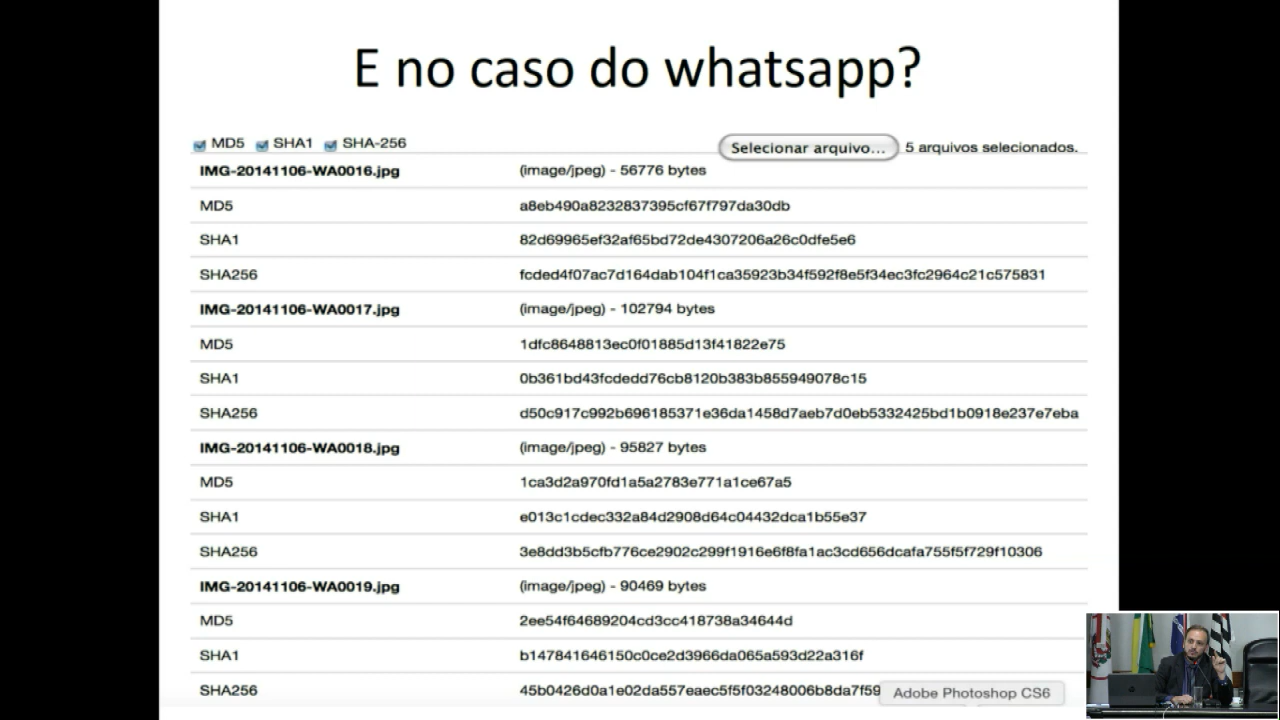 E no caso do whatsapp?
MD5 SHA1 SHA-256 Selecionar arquivo... 5 arquivos selecionados.
IMG-20141106-WA0016.jpg (image/jpeg) - 56776 bytes
MD5 a8eb490a8232837395cf67f797da30db
SHA1 82d69965ef32af65bd72de4307206a26c0dfe5e6
SHA256 fcded4f07ac7d164dab104f1ca35923b34f592f8e5f34ec3fc2964c21c575831
IMG-20141106-WA0017.jpg (image/jpeg) - 102794 bytes
MD5 1dfc8648813ec0f01885d13f41822e75
SHA1 0b361bd43fcdedd76cb8120b383b855949078c15
SHA256 d50c917c992b696185371e36da1458d7aeb7d0eb5332425bd1b0918e237e7eba
IMG-20141106-WA0018.jpg (image/jpeg) - 95827 bytes
MD5 1ca3d2a970fd1a5a2783e771a1ce67a5
SHA1 e013c1cdec332a84d2908d64c04432dca1b55e37
SHA256 3e8dd3b5cfb776ce2902c299f1916e6f8fa1ac3cd656dcafa755f5f729f10306
IMG-20141106-WA0019.jpg (image/jpeg) - 90469 bytes
MD5 2ee54f64689204cd3cc418738a34644d
SHA1 b147841646150c0ce2d3966da065a593d22a316f
SHA256 45b0426d0a1e02da557eaec5f5f03248006b8da7f59
Adobe Photoshop CS6